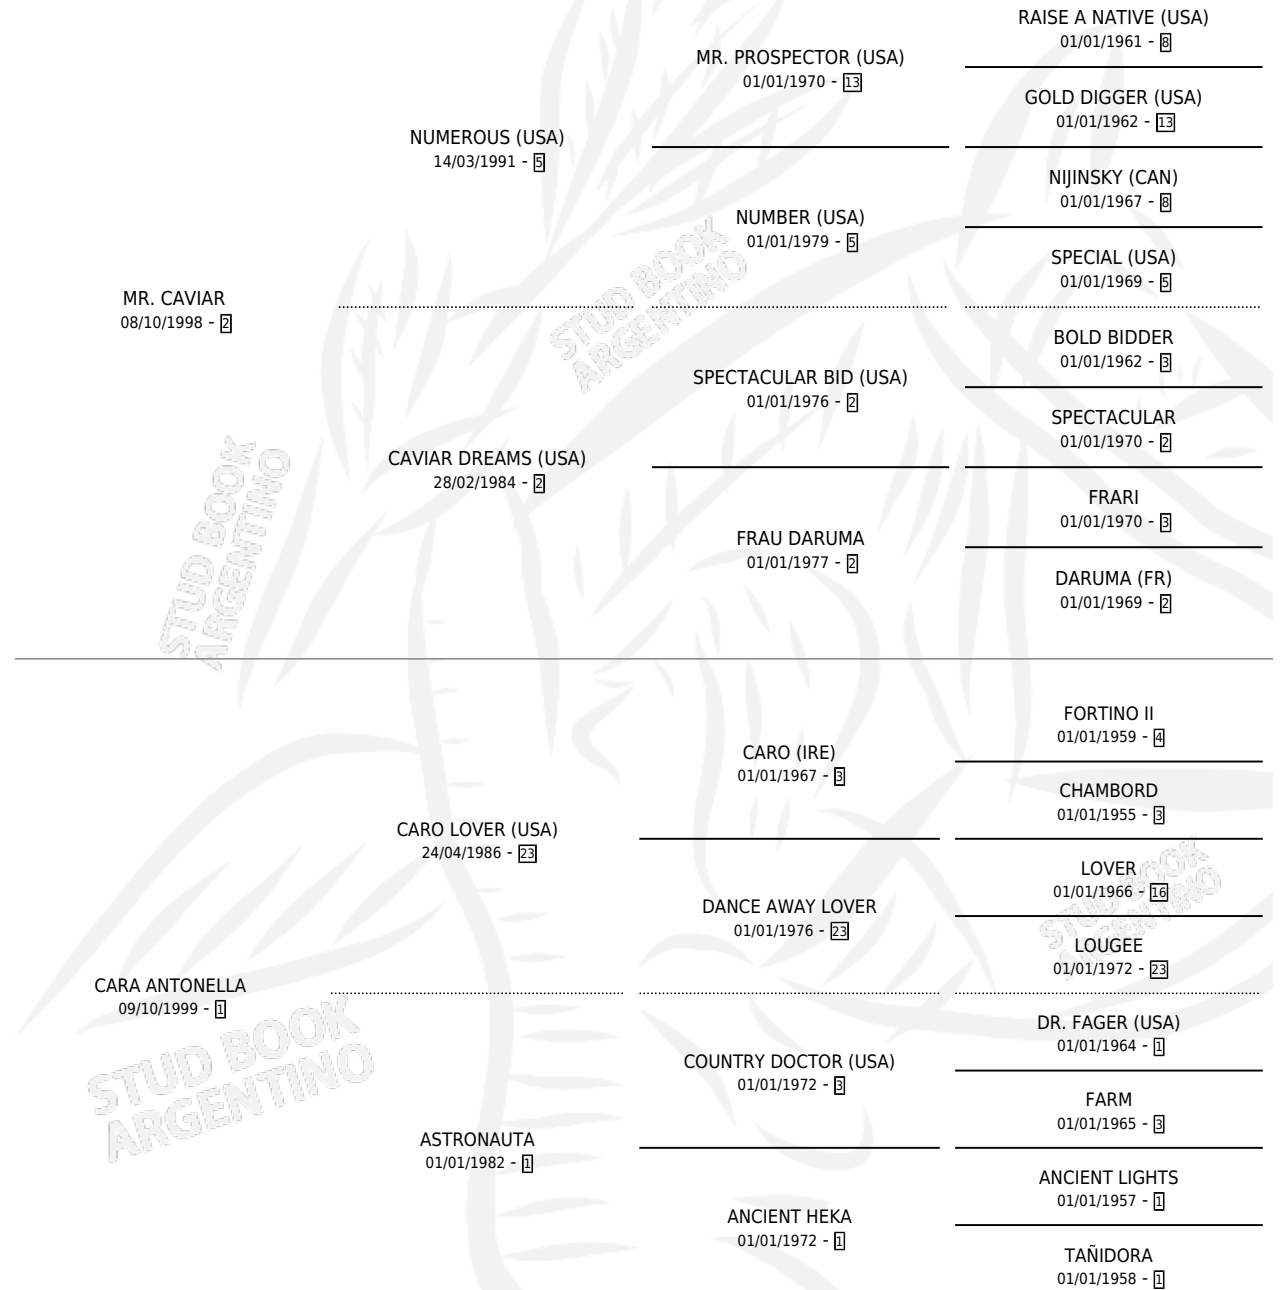 RAISE A NATIVE (USA)
01/01/1961 - 8
MR. PROSPECTOR (USA)
01/01/1970 - 13
GOLD DIGGER (USA)
01/01/1962 - 13
NUMEROUS (USA)
14/03/1991 - 5
NIJINSKY (CAN)
01/01/1967 - 8
NUMBER (USA)
01/01/1979 - 5
SPECIAL (USA)
01/01/1969 - 5
MR. CAVIAR
08/10/1998 - 2
STUD BOOK
ARGENTINO
BOLD BIDDER
01/01/1962 - 3
SPECTACULAR BID (USA)
01/01/1976 - 2
SPECTACULAR
01/01/1970 - 2
CAVIAR DREAMS (USA)
28/02/1984 - 2
FRARI
01/01/1970 - 3
FRAU DARUMA
01/01/1977 - 2
DARUMA (FR)
01/01/1969 - 2
STUD BOOK
ARGENTINO
FORTINO II
01/01/1959 - 4
CARO (IRE)
01/01/1967 - 3
CHAMBORD
01/01/1955 - 3
CARO LOVER (USA)
24/04/1986 - 23
LOVER
01/01/1966 - 16
DANCE AWAY LOVER
01/01/1976 - 23
LOUGEE
01/01/1972 - 23
STUD BOOK
ARGENTINO
CARA ANTONELLA
09/10/1999 - 1
STUD BOOK
ARGENTINO
DR. FAGER (USA)
01/01/1964 - 1
COUNTRY DOCTOR (USA)
01/01/1972 - 3
FARM
01/01/1965 - 3
ASTRONAUTA
01/01/1982 - 1
ANCIENT LIGHTS
01/01/1957 - 1
ANCIENT HEKA
01/01/1972 - 1
TAÑIDORA
01/01/1958 - 1